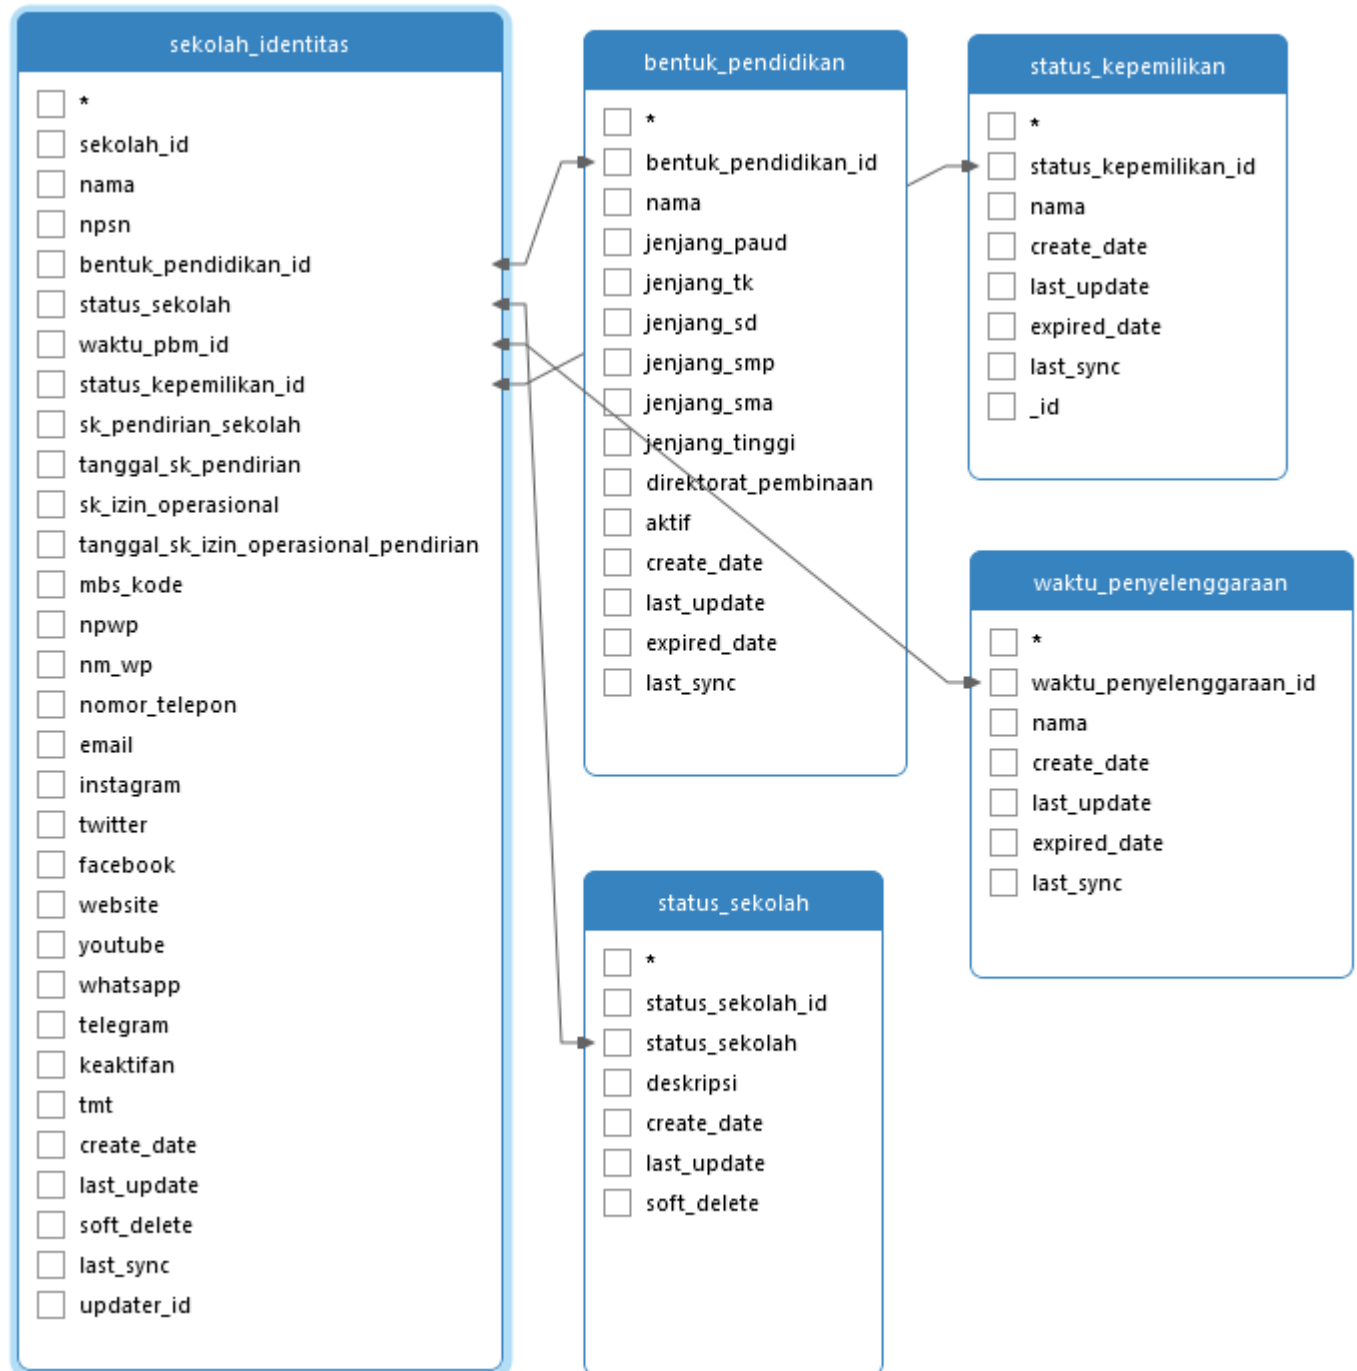 sekolah_identitas
*
sekolah_id
nama
npsn
bentuk_pendidikan_id
status_sekolah
waktu_pbm_id
status_kepemilikan_id
sk_pendirian_sekolah
tanggal_sk_pendirian
sk_izin_operasional
tanggal_sk_izin_operasional_pendirian
mbs_kode
npwp
nm_wp
nomor_telepon
email
instagram
twitter
facebook
website
youtube
whatsapp
telegram
keaktifan
tmt
create_date
last_update
soft_delete
last_sync
updater_id
bentuk_pendidikan
*
bentuk_pendidikan_id
nama
jenjang_paud
jenjang_tk
jenjang_sd
jenjang_smp
jenjang_sma
jenjang_tinggi
direktorat_pembinaan
aktif
create_date
last_update
expired_date
last_sync
status_kepemilikan
*
status_kepemilikan_id
nama
create_date
last_update
expired_date
last_sync
_id
waktu_penyelenggaraan
*
waktu_penyelenggaraan_id
nama
create_date
last_update
expired_date
last_sync
status_sekolah
*
status_sekolah_id
status_sekolah
deskripsi
create_date
last_update
soft_delete